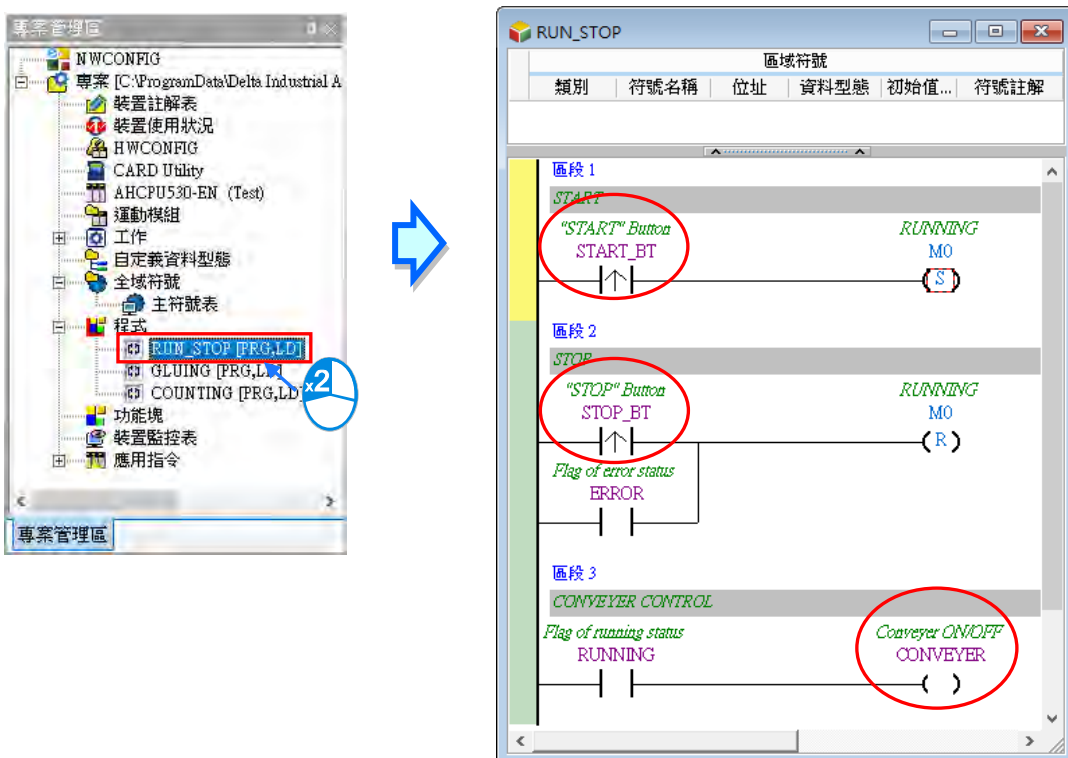 專案管理區
NWCONFIG
專案 [C:\ProgramData\Delta Industrial A
裝置註解表
裝置使用狀況
HWCONFIG
CARD Utility
AHCPU530-EN (Test)
運動模組
工作
自定義資料型態
全域符號
主符號表
程式
RUN_STOP [PRG,LD]
GLUING [PRG,LD]
COUNTING [PRG,LD]
x2
功能塊
裝置監控表
應用指令
專案管理區
RUN_STOP
區域符號
類別 符號名稱 位址 資料型態 初始值... 符號註解
區段 1
START
"START" Button RUNNING
START_BT M0
S
區段 2
STOP
"STOP" Button RUNNING
STOP_BT M0
R
Flag of error status
ERROR
區段 3
CONVEYER CONTROL
Flag of running status Conveyer ON/OFF
RUNNING CONVEYER